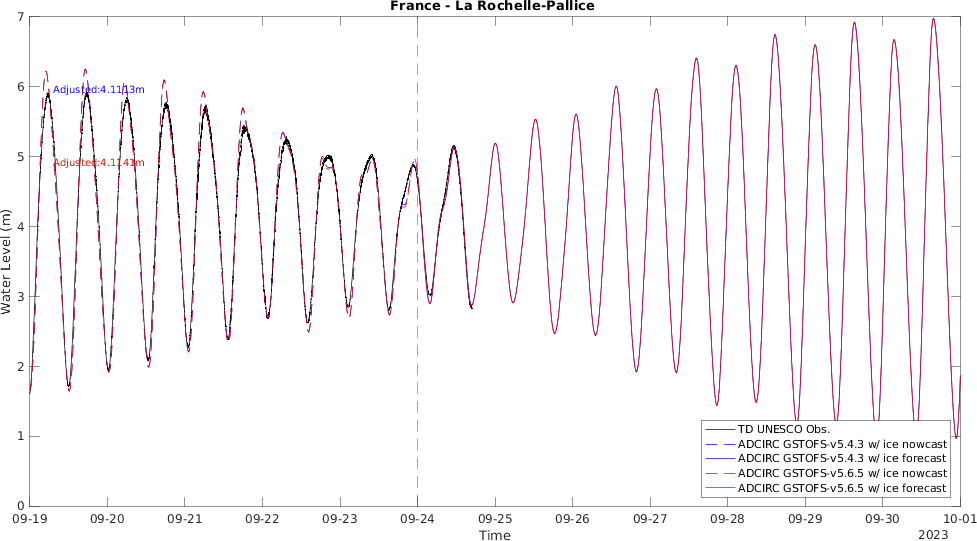 France - La Rochelle-Pallice
7
6
5
4
3
2
1
0
Water Level (m)
Adjusted:4.1113m
Adjusted:4.1141m
TD UNESCO Obs.
ADCIRC GSTOFS-v5.4.3 w/ ice nowcast
ADCIRC GSTOFS-v5.4.3 w/ ice forecast
ADCIRC GSTOFS-v5.6.5 w/ ice nowcast
ADCIRC GSTOFS-v5.6.5 w/ ice forecast
09-19 09-20 09-21 09-22 09-23 09-24 09-25 09-26 09-27 09-28 09-29 09-30 10-01
Time
2023